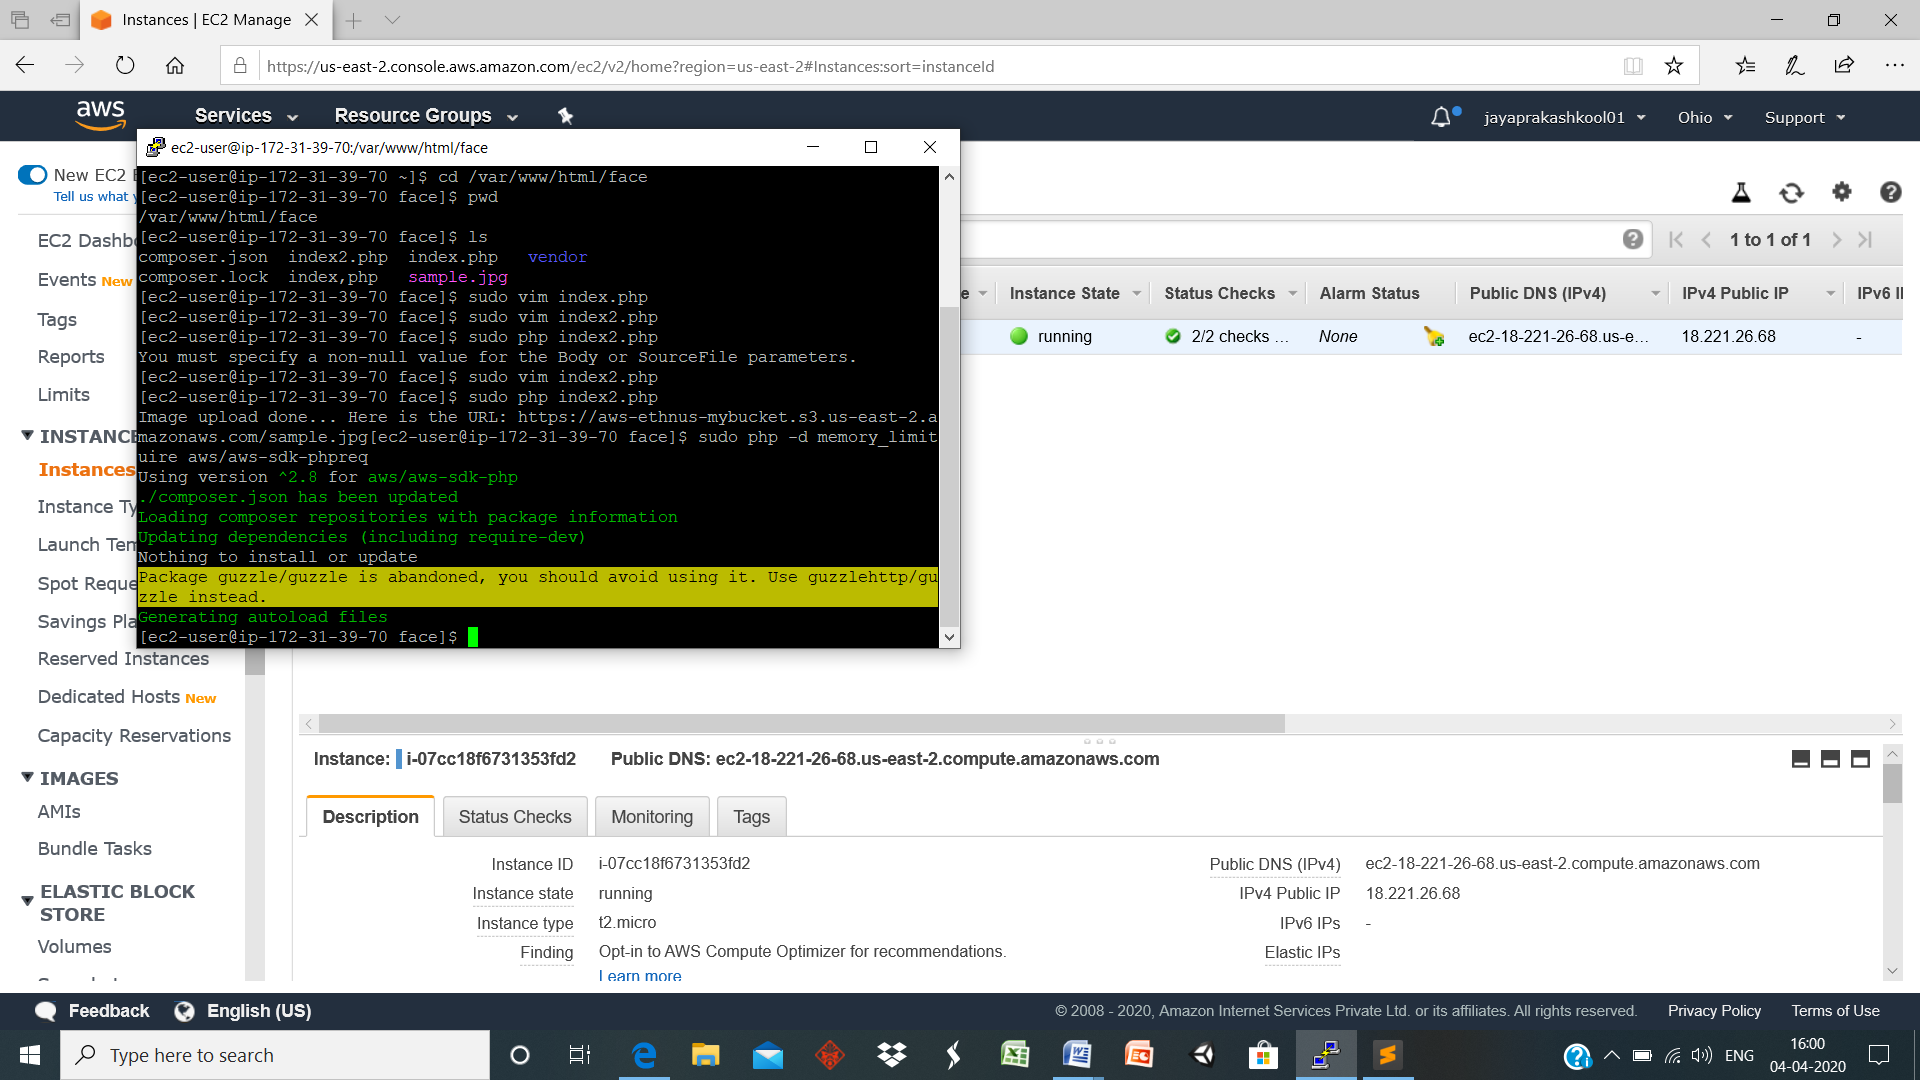 Instances | EC2 Manage
https://us-east-2.console.aws.amazon.com/ec2/v2/home?region=us-east-2#Instances:sort=instanceId
aws
Services
Resource Groups
jayaprakashkool01
Ohio
Support
ec2-user@ip-172-31-39-70:/var/www/html/face
[ec2-user@ip-172-31-39-70 ~]$ cd /var/www/html/face
[ec2-user@ip-172-31-39-70 face]$ pwd
/var/www/html/face
[ec2-user@ip-172-31-39-70 face]$ ls
composer.json  index2.php  index.php   vendor
composer.lock  index,php   sample.jpg
[ec2-user@ip-172-31-39-70 face]$ sudo vim index.php
[ec2-user@ip-172-31-39-70 face]$ sudo vim index2.php
[ec2-user@ip-172-31-39-70 face]$ sudo php index2.php
You must specify a non-null value for the Body or SourceFile parameters.
[ec2-user@ip-172-31-39-70 face]$ sudo vim index2.php
[ec2-user@ip-172-31-39-70 face]$ sudo php index2.php
Image upload done... Here is the URL: https://aws-ethnus-mybucket.s3.us-east-2.a
mazonaws.com/sample.jpg[ec2-user@ip-172-31-39-70 face]$ sudo php -d memory_limit
uire aws/aws-sdk-phpreq
Using version ^2.8 for aws/aws-sdk-php
./composer.json has been updated
Loading composer repositories with package information
Updating dependencies (including require-dev)
Nothing to install or update
Package guzzle/guzzle is abandoned, you should avoid using it. Use guzzlehttp/gu
zzle instead.
Generating autoload files
[ec2-user@ip-172-31-39-70 face]$
New EC2 E
Tell us what y
EC2 Dashbo
Events New
Tags
Reports
Limits
INSTANCE
Instances
Instance Ty
Launch Tem
Spot Reque
Savings Pla
Reserved Instances
Dedicated Hosts New
Capacity Reservations
IMAGES
AMIs
Bundle Tasks
ELASTIC BLOCK
STORE
Volumes
1 to 1 of 1
e
Instance State
Status Checks
Alarm Status
Public DNS (IPv4)
IPv4 Public IP
IPv6 I
running
2/2 checks ...
None
ec2-18-221-26-68.us-e...
18.221.26.68
-
Instance: i-07cc18f6731353fd2
Public DNS: ec2-18-221-26-68.us-east-2.compute.amazonaws.com
Description
Status Checks
Monitoring
Tags
Instance ID
i-07cc18f6731353fd2
Instance state
running
Instance type
t2.micro
Finding
Opt-in to AWS Compute Optimizer for recommendations.
Learn more
Public DNS (IPv4)
ec2-18-221-26-68.us-east-2.compute.amazonaws.com
IPv4 Public IP
18.221.26.68
IPv6 IPs
-
Elastic IPs
Feedback
English (US)
© 2008 - 2020, Amazon Internet Services Private Ltd. or its affiliates. All rights reserved.
Privacy Policy
Terms of Use
Type here to search
ENG
16:00
04-04-2020